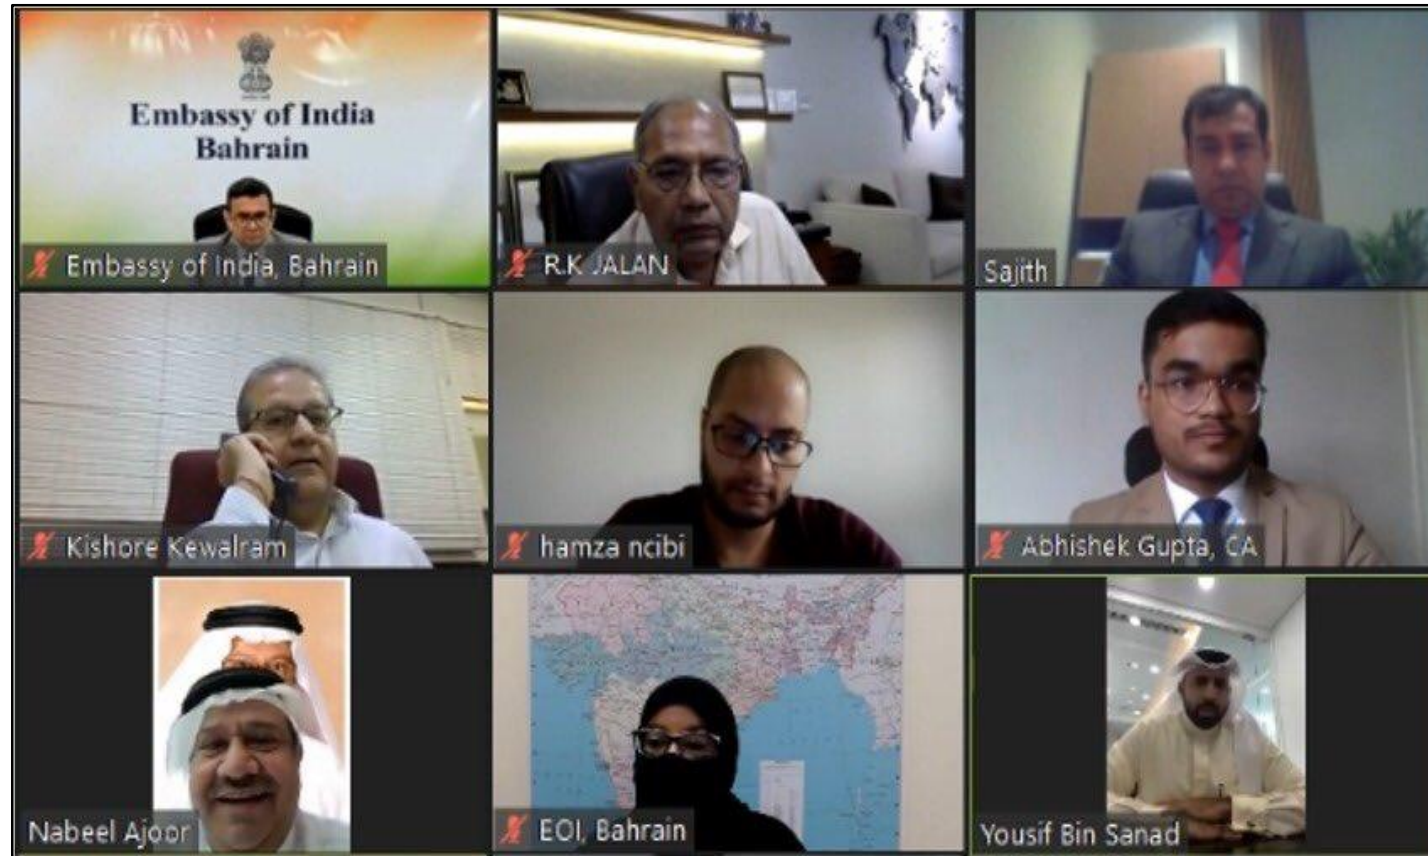 Embassy of India
Bahrain
Embassy of India, Bahrain
R.K JALAN
Sajith
Kishore Kewalram
hamza ncibi
Abhishek Gupta, CA
Nabeel Ajoor
EOI, Bahrain
Yousif Bin Sanad